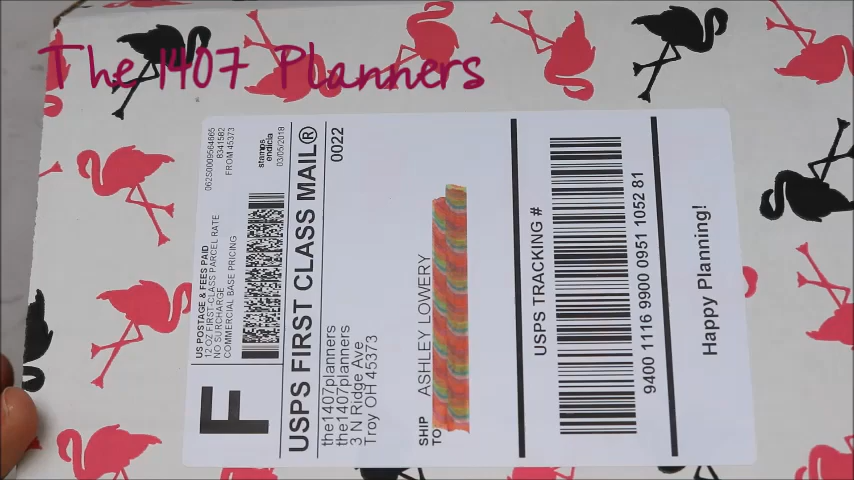 The 1407 Planners
F
US POSTAGE & FEES PAID
12 OZ FIRST-CLASS PARCEL RATE
NO SURCHARGE
COMMERCIAL BASE PRICING
062S0009564665
8341582
FROM 45373
stamps
endicia
03/05/2018
USPS FIRST CLASS MAIL®
the1407planners
the1407planners
3 N Ridge Ave
Troy OH 45373
0022
SHIP
TO
ASHLEY LOWERY
USPS TRACKING #
9400 1116 9900 0951 1052 81
Happy Planning!